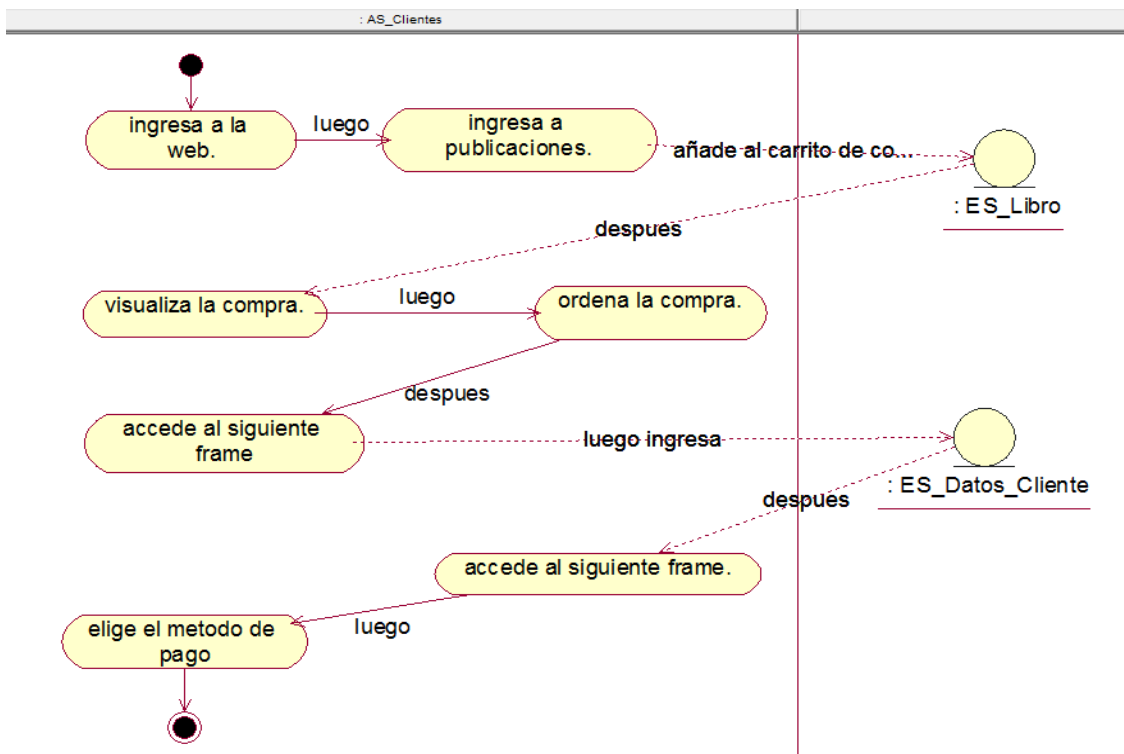 : AS_Clientes
ingresa a la
web.
luego
ingresa a
publicaciones.
añade al carrito de co...
: ES_Libro
despues
visualiza la compra.
luego
ordena la compra.
despues
accede al siguiente
frame
luego ingresa
: ES_Datos_Cliente
despues
accede al siguiente frame.
luego
elige el metodo de
pago